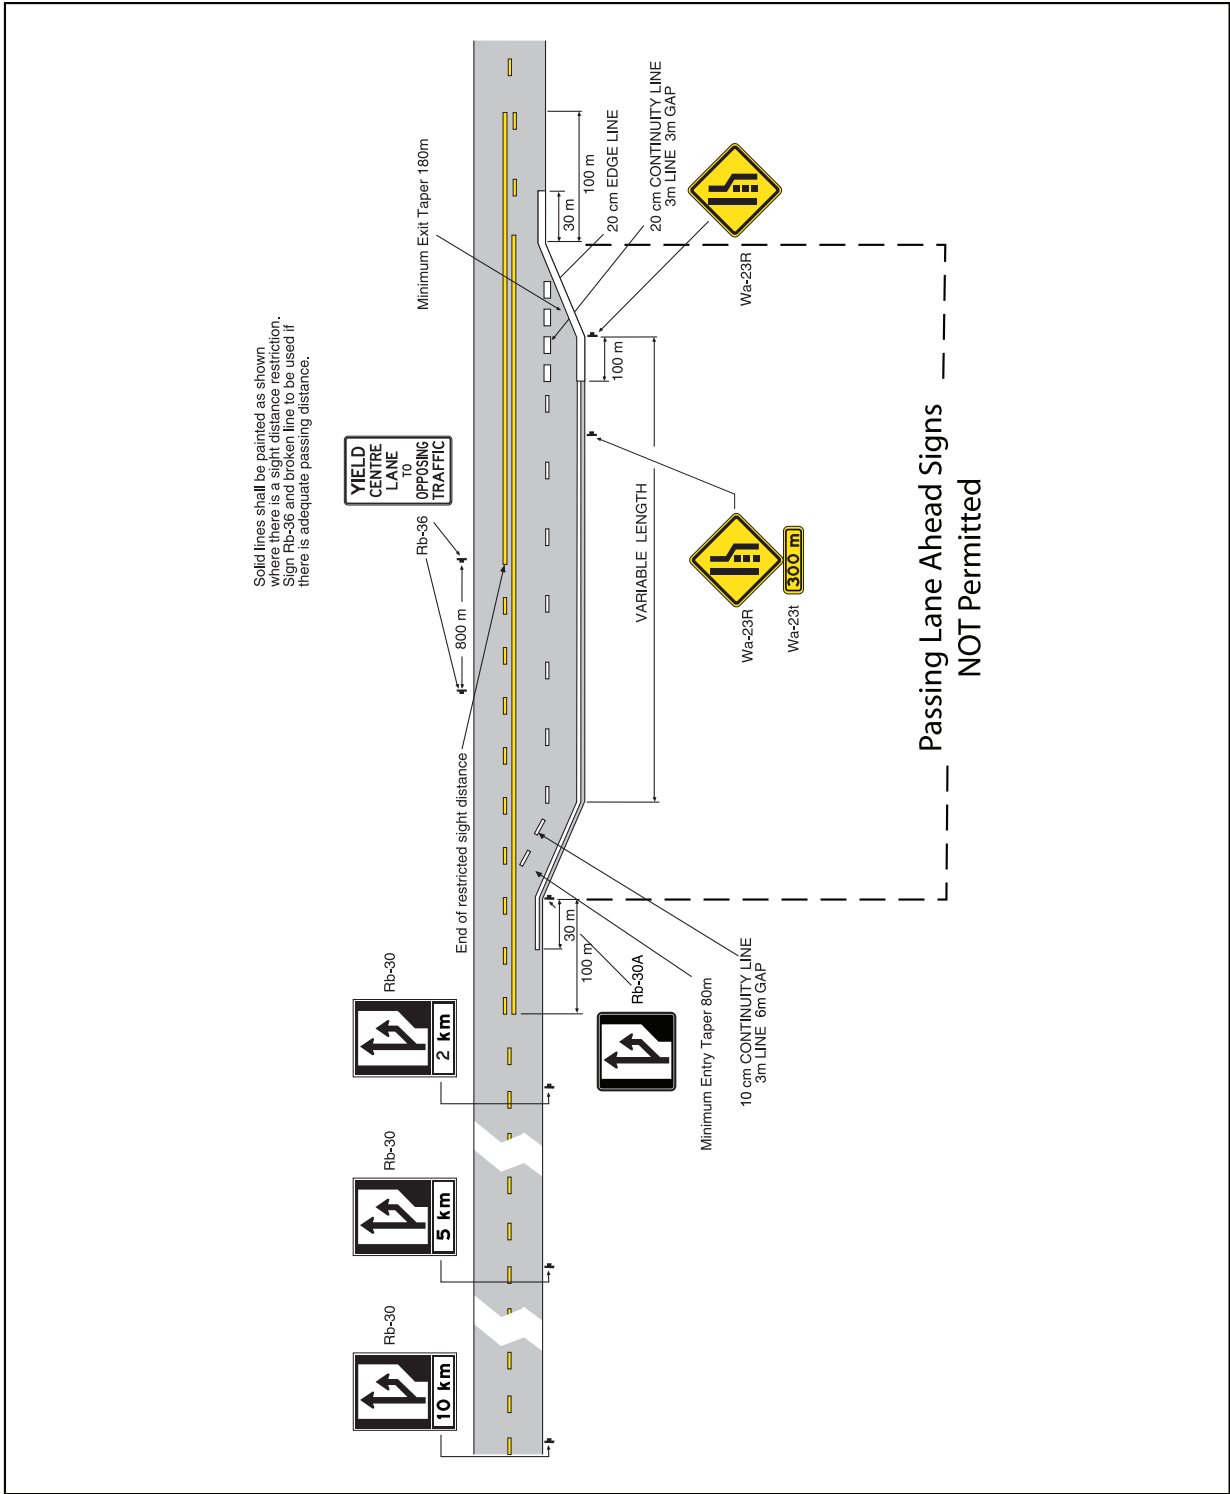 Solid lines shall be painted as shown
where there is a sight distance restriction.
Sign Rb-36 and broken line to be used if
there is adequate passing distance.
YIELD
CENTRE
LANE
TO
OPPOSING
TRAFFIC
Rb-36
800 m
End of restricted sight distance
Minimum Exit Taper 180m
Rb-30
10 km
Rb-30
5 km
Rb-30
2 km
30 m
100 m
Rb-30A
Minimum Entry Taper 80m
10 cm CONTINUITY LINE
3m LINE 6m GAP
VARIABLE LENGTH
100 m
30 m
100 m
20 cm EDGE LINE
20 cm CONTINUITY LINE
3m LINE 3m GAP
Wa-23R
Wa-23t
300 m
Wa-23R
Passing Lane Ahead Signs
NOT Permitted